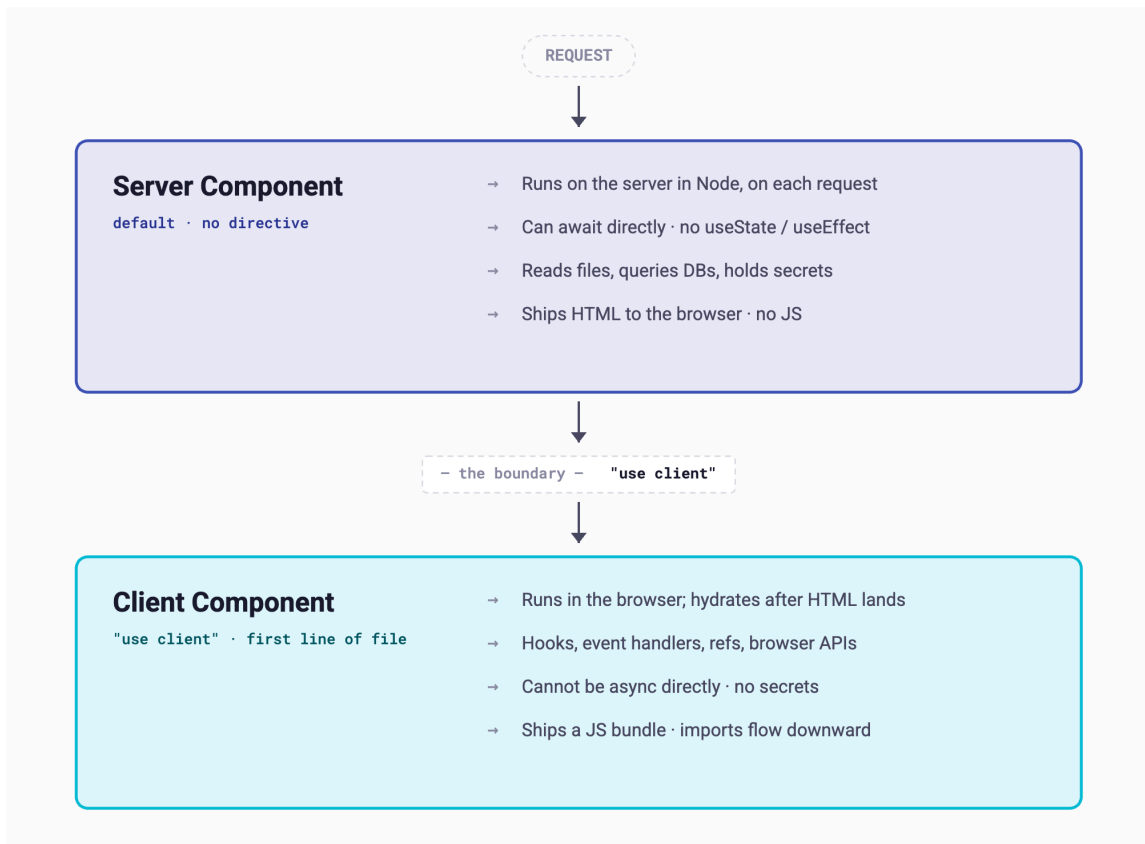 REQUEST
Server Component
default · no directive
→ Runs on the server in Node, on each request
→ Can await directly · no useState / useEffect
→ Reads files, queries DBs, holds secrets
→ Ships HTML to the browser · no JS
— the boundary — "use client"
Client Component
"use client" · first line of file
→ Runs in the browser; hydrates after HTML lands
→ Hooks, event handlers, refs, browser APIs
→ Cannot be async directly · no secrets
→ Ships a JS bundle · imports flow downward